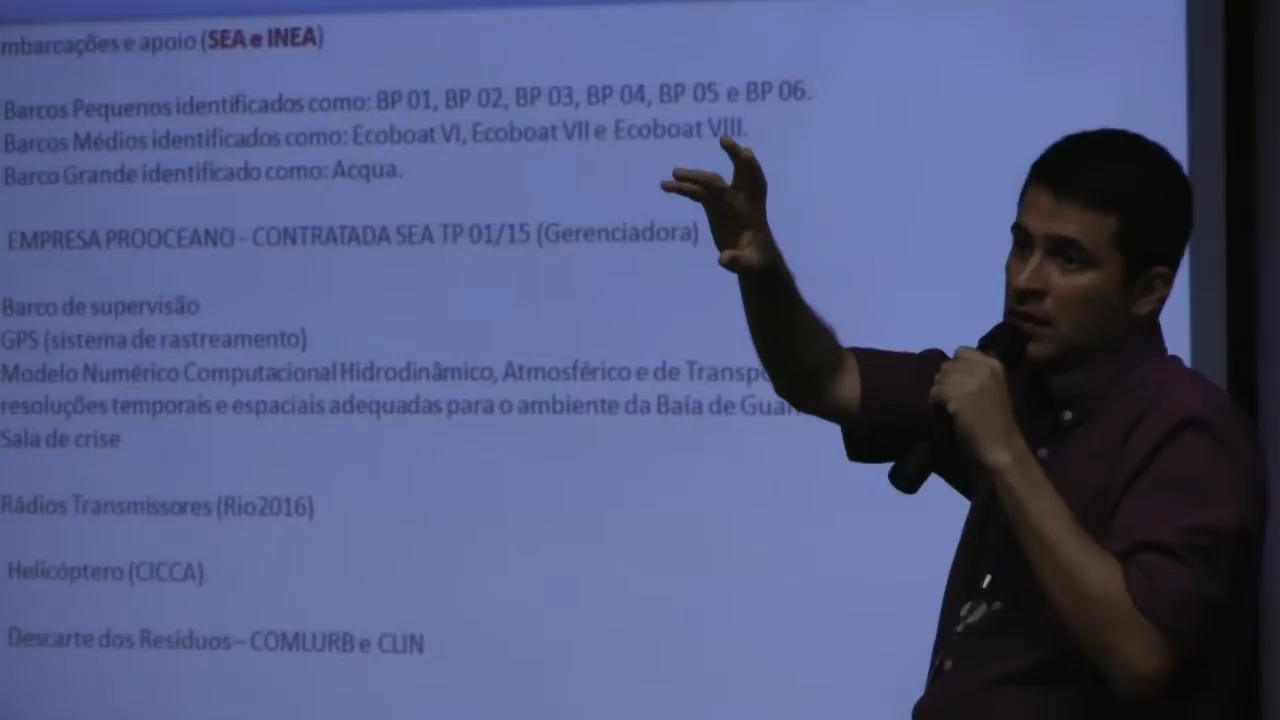 mbarcações e apoio (SEA e INEA)
Barcos Pequenos identificados como: BP 01, BP 02, BP 03, BP 04, BP 05 e BP 06.
Barcos Médios identificados como: Ecoboat VI, Ecoboat VII e Ecoboat VIII.
Barco Grande identificado como: Acqua.
EMPRESA PROOCEANO - CONTRATADA SEA TP 01/15 (Gerenciadora)
Barco de supervisão
GPS (sistema de rastreamento)
Modelo Numérico Computacional Hidrodinâmico, Atmosférico e de Transpo
resoluções temporais e espaciais adequadas para o ambiente da Baía de Guan
Sala de crise
Rádios Transmissores (Rio2016)
Helicóptero (CICCA)
Descarte dos Resíduos – COMLURB e CLIN